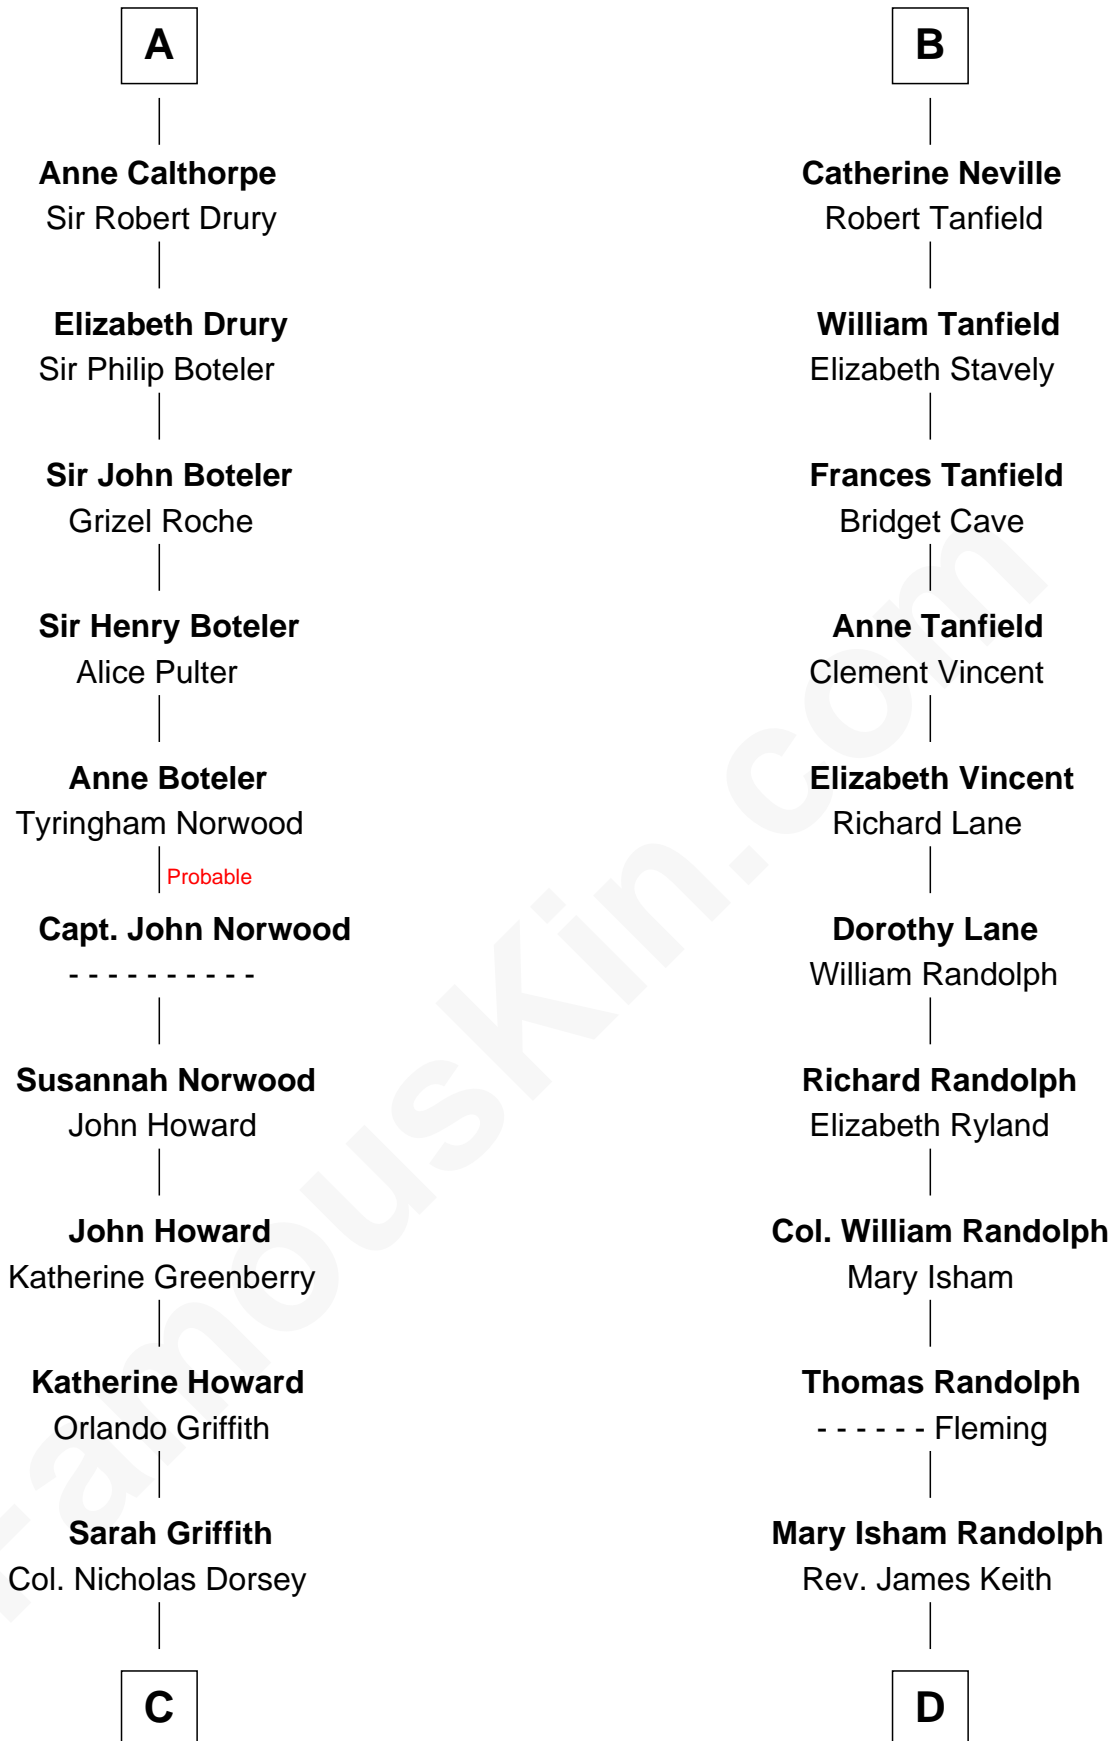 A
Anne Calthorpe
Sir Robert Drury
Elizabeth Drury
Sir Philip Boteler
Sir John Boteler
Grizel Roche
Sir Henry Boteler
Alice Pulter
Anne Boteler
Tyringham Norwood
Probable
Capt. John Norwood
- - - - - - - - - -
Susannah Norwood
John Howard
John Howard
Katherine Greenberry
Katherine Howard
Orlando Griffith
Sarah Griffith
Col. Nicholas Dorsey
C
B
Catherine Neville
Robert Tanfield
William Tanfield
Elizabeth Stavely
Frances Tanfield
Bridget Cave
Anne Tanfield
Clement Vincent
Elizabeth Vincent
Richard Lane
Dorothy Lane
William Randolph
Richard Randolph
Elizabeth Ryland
Col. William Randolph
Mary Isham
Thomas Randolph
- - - - - - Fleming
Mary Isham Randolph
Rev. James Keith
D
FamousKin.com